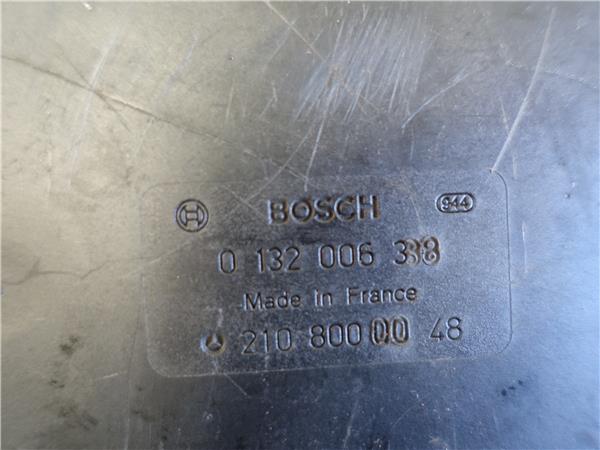 BOSCH 944
0 132 006 338
Made in France
210 800 00 48